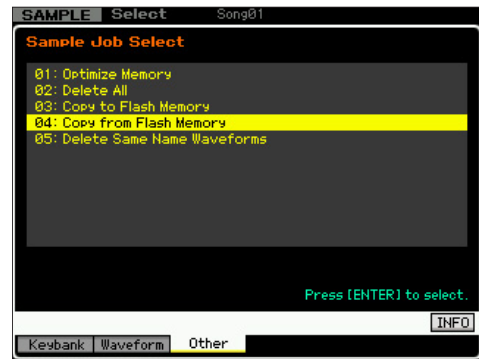 SAMPLE Select Song01
Sample Job Select
01: Optimize Memory
02: Delete All
03: Copy to Flash Memory
04: Copy from Flash Memory
05: Delete Same Name Waveforms
Press [ENTER] to select.
INFO
Keybank Waveform Other